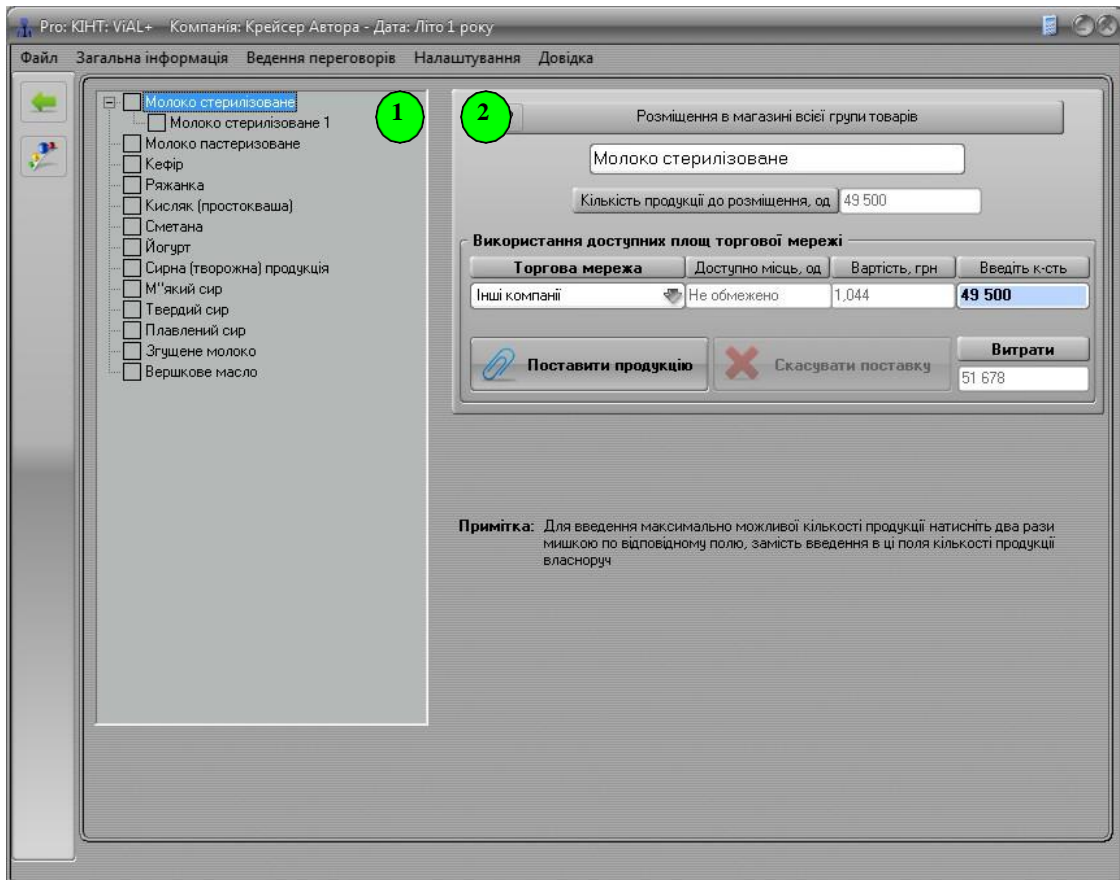 Pro: КІНТ: ViAL+ Компанія: Крейсер Автора - Дата: Літо 1 року
Файл Загальна інформація Ведення переговорів Налаштування Довідка
1
2
Молоко стерилізоване
Молоко стерилізоване 1
Молоко пастеризоване
Кефір
Ряжанка
Кисляк (простокваша)
Сметана
Йогурт
Сирна (творожна) продукція
М''який сир
Твердий сир
Плавлений сир
Згущене молоко
Вершкове масло
Розміщення в магазині всієї групи товарів
Молоко стерилізоване
Кількість продукції до розміщення, од 49 500
Використання доступних площ торгової мережі
Торгова мережа Доступно місць, од Вартість, грн Введіть к-сть
Інші компанії Не обмежено 1,044 49 500
Поставити продукцію Скасувати поставку Витрати
51 678
Примітка: Для введення максимально можливої кількості продукції натисніть два рази
мишкою по відповідному полю, замість введення в ці поля кількості продукції
власноруч